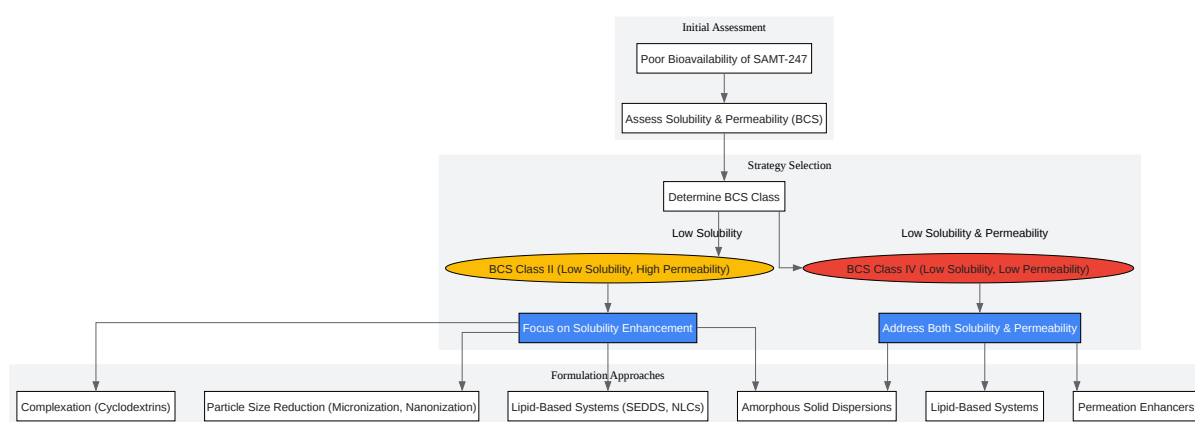 Initial Assessment
Poor Bioavailability of SAMT-247
Assess Solubility & Permeability (BCS)
Strategy Selection
Determine BCS Class
Low Solubility
Low Solubility & Permeability
BCS Class II (Low Solubility, High Permeability)
BCS Class IV (Low Solubility, Low Permeability)
Focus on Solubility Enhancement
Address Both Solubility & Permeability
Formulation Approaches
Complexation (Cyclodextrins)
Particle Size Reduction (Micronization, Nanonization)
Lipid-Based Systems (SEDDS, NLCs)
Amorphous Solid Dispersions
Lipid-Based Systems
Permeation Enhancers